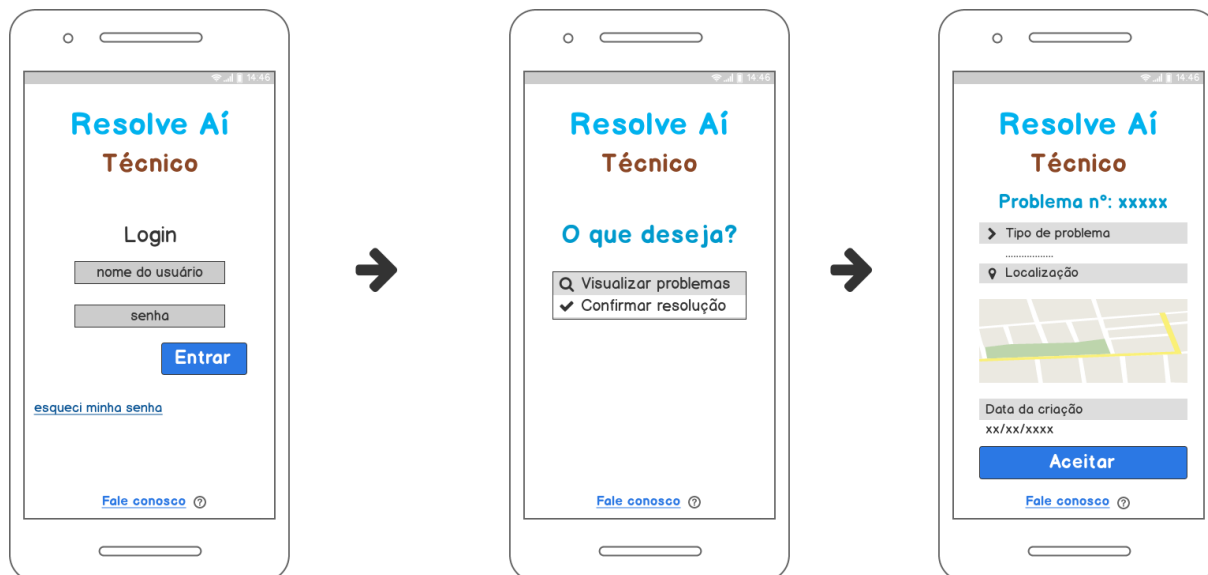 14:46
Resolve Aí
Técnico
Login
nome do usuário
senha
Entrar
esqueci minha senha
Fale conosco ?
14:46
Resolve Aí
Técnico
O que deseja?
Visualizar problemas
Confirmar resolução
Fale conosco ?
14:46
Resolve Aí
Técnico
Problema nº: xxxxx
Tipo de problema
..................
Localização
Data da criação
xx/xx/xxxx
Aceitar
Fale conosco ?